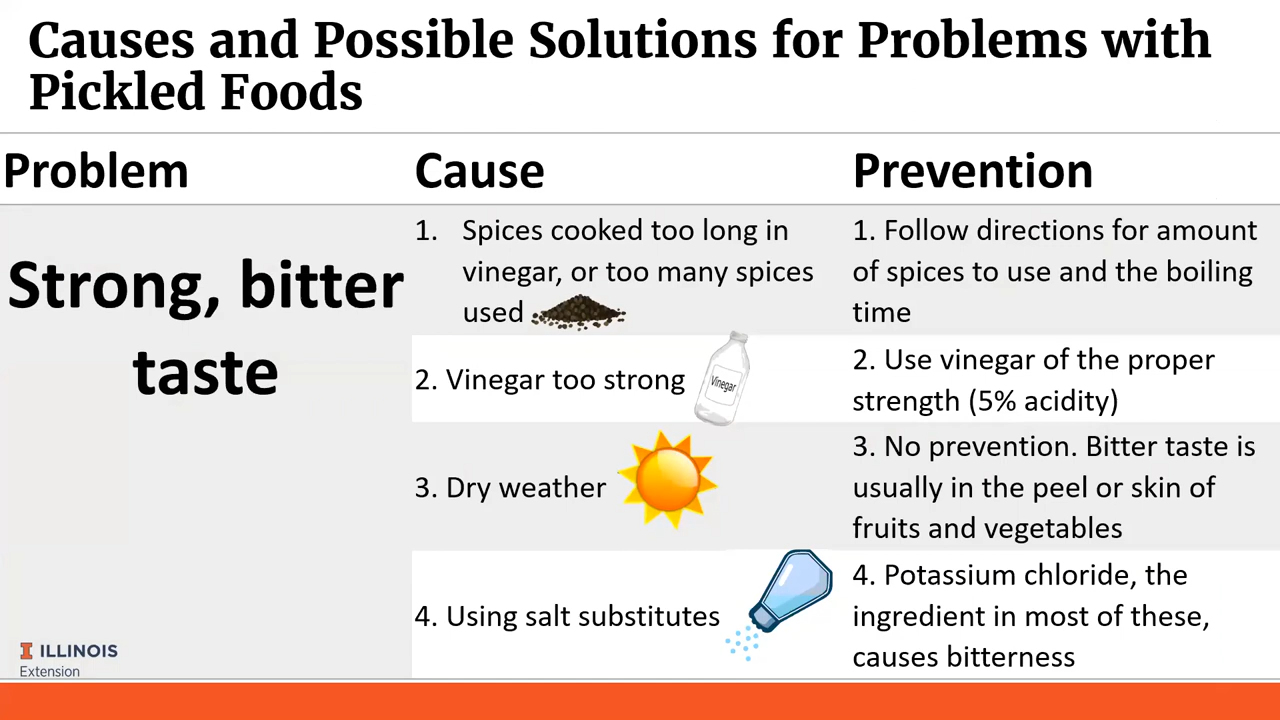 Causes and Possible Solutions for Problems with
Pickled Foods
Problem
Cause
Prevention
Strong, bitter
taste
1. Spices cooked too long in
vinegar, or too many spices
used
1. Follow directions for amount
of spices to use and the boiling
time
2. Vinegar too strong
Vinegar
2. Use vinegar of the proper
strength (5% acidity)
3. Dry weather
3. No prevention. Bitter taste is
usually in the peel or skin of
fruits and vegetables
4. Using salt substitutes
4. Potassium chloride, the
ingredient in most of these,
causes bitterness
I ILLINOIS
Extension